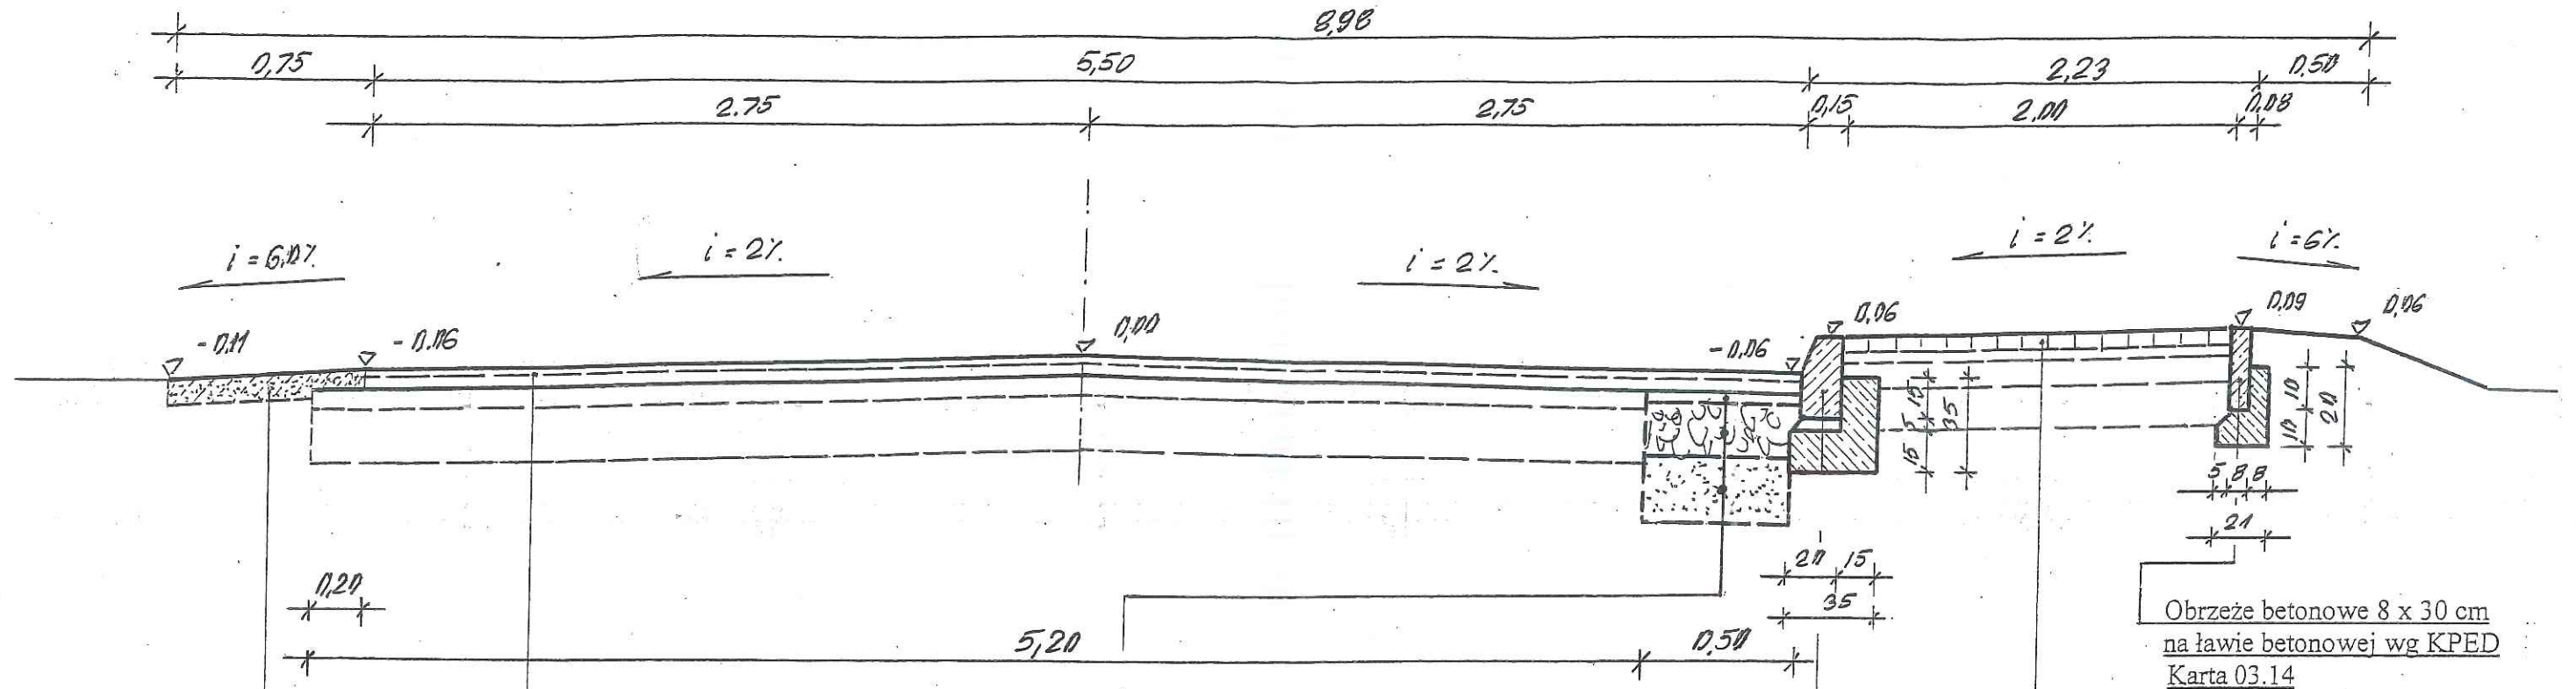 8,98
0,75 5,50 2,23 0,50
2.75 2,75 0,15 2,00 0,08
i = 6,0%. i = 2%. i = 2%. i = 2%. i = 6%.
-0,11 -0.06 0,00 -0,06 0,06 0,09 0,06
15 5 15 35
10 10 20
5 8 8
21
0,20
20 15
35
5,20 0,50
Obrzeże betonowe 8 x 30 cm
na ławie betonowej wg KPED
Karta 03.14